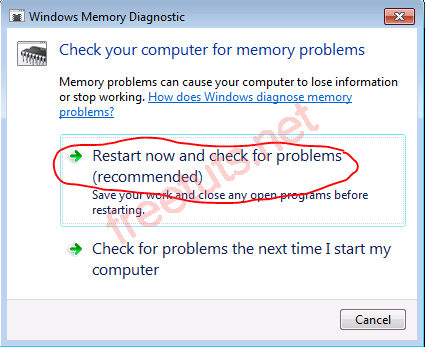 Windows Memory Diagnostic
Check your computer for memory problems
Memory problems can cause your computer to lose information
or stop working. How does Windows diagnose memory
problems?
Restart now and check for problems
(recommended)
Save your work and close any open programs before
restarting.
freetuts.net
Check for problems the next time I start my
computer
Cancel